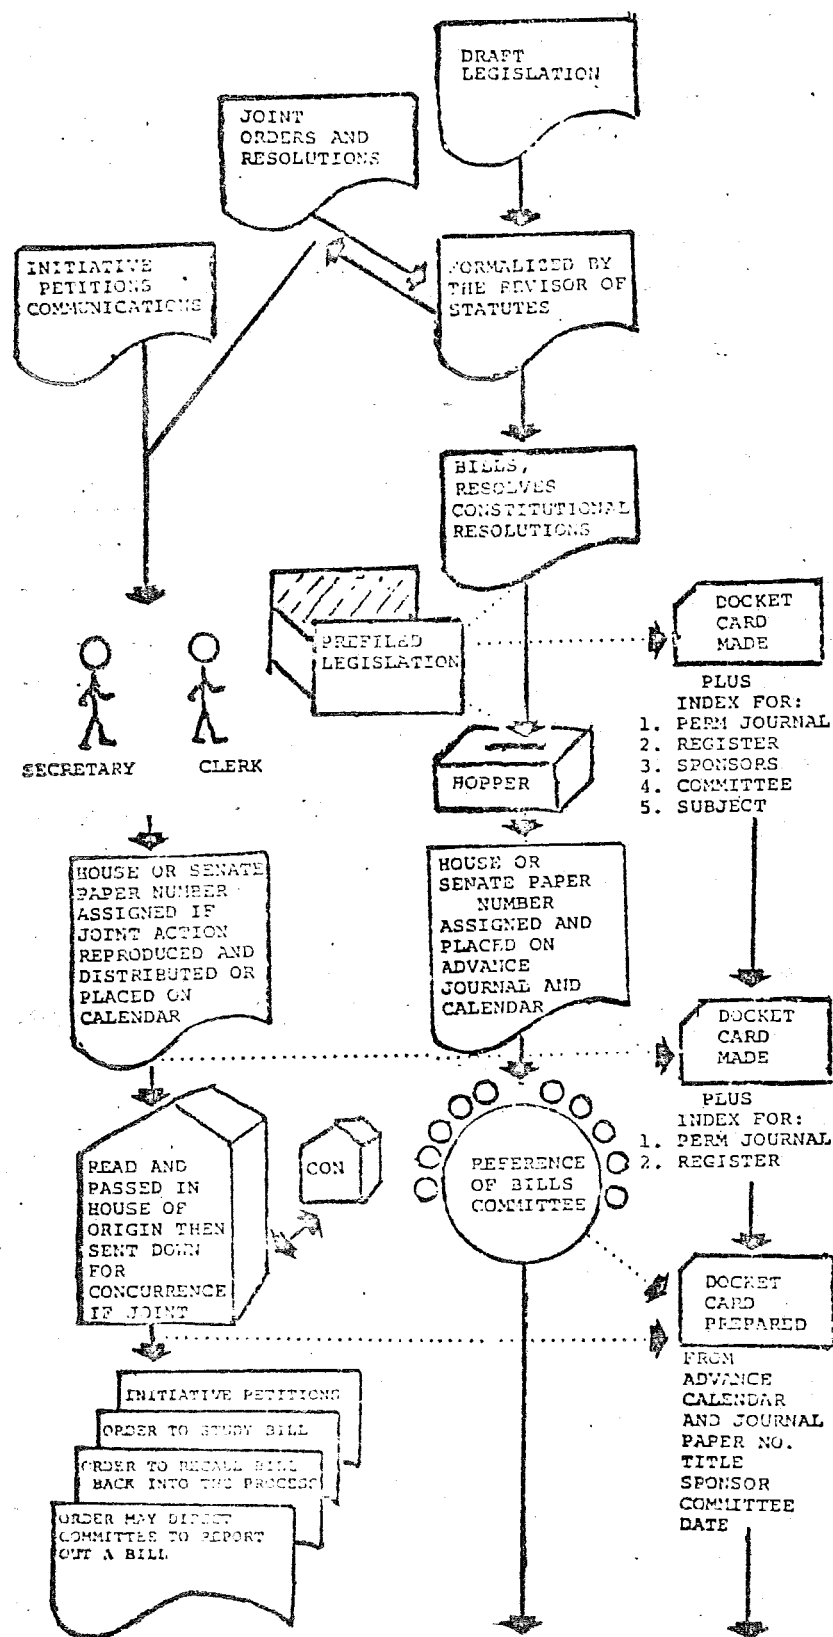 DRAFT
LEGISLATION
JOINT
ORDERS AND
RESOLUTIONS
INITIATIVE
PETITIONS
COMMUNICATIONS
FORMALIZED BY
THE REVISOR OF
STATUTES
BILLS,
RESOLVES
CONSTITUTIONAL
RESOLUTIONS
PREFILED
LEGISLATION
DOCKET
CARD
MADE
PLUS
INDEX FOR:
1. PERM JOURNAL
2. REGISTER
3. SPONSORS
4. COMMITTEE
5. SUBJECT
SECRETARY
CLERK
HOPPER
HOUSE OR SENATE
PAPER NUMBER
ASSIGNED IF
JOINT ACTION
REPRODUCED AND
DISTRIBUTED OR
PLACED ON
CALENDAR
HOUSE OR
SENATE PAPER
NUMBER
ASSIGNED AND
PLACED ON
ADVANCE
JOURNAL AND
CALENDAR
DOCKET
CARD
MADE
PLUS
INDEX FOR:
1. PERM JOURNAL
2. REGISTER
READ AND
PASSED IN
HOUSE OF
ORIGIN THEN
SENT DOWN
FOR
CONCURRENCE
IF JOINT
CON
REFERENCE
OF BILLS
COMMITTEE
DOCKET
CARD
PREPARED
FROM
ADVANCE
CALENDAR
AND JOURNAL
PAPER NO.
TITLE
SPONSOR
COMMITTEE
DATE
INITIATIVE PETITIONS
ORDER TO STUDY BILL
ORDER TO RECALL BILL
BACK INTO THE PROCESS
ORDER MAY DIRECT
COMMITTEE TO REPORT
OUT A BILL